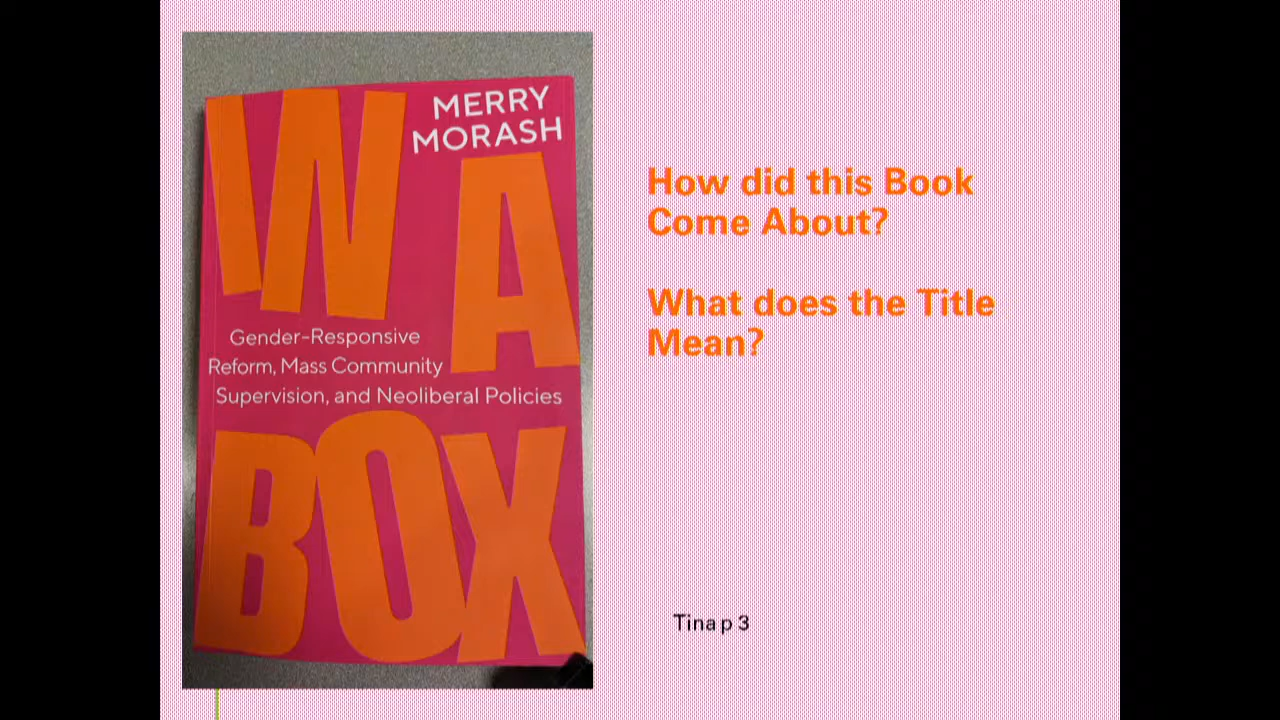 MERRY
MORASH
IN A
Gender-Responsive
Reform, Mass Community
Supervision, and Neoliberal Policies
BOX
How did this Book
Come About?
What does the Title
Mean?
Tina p 3